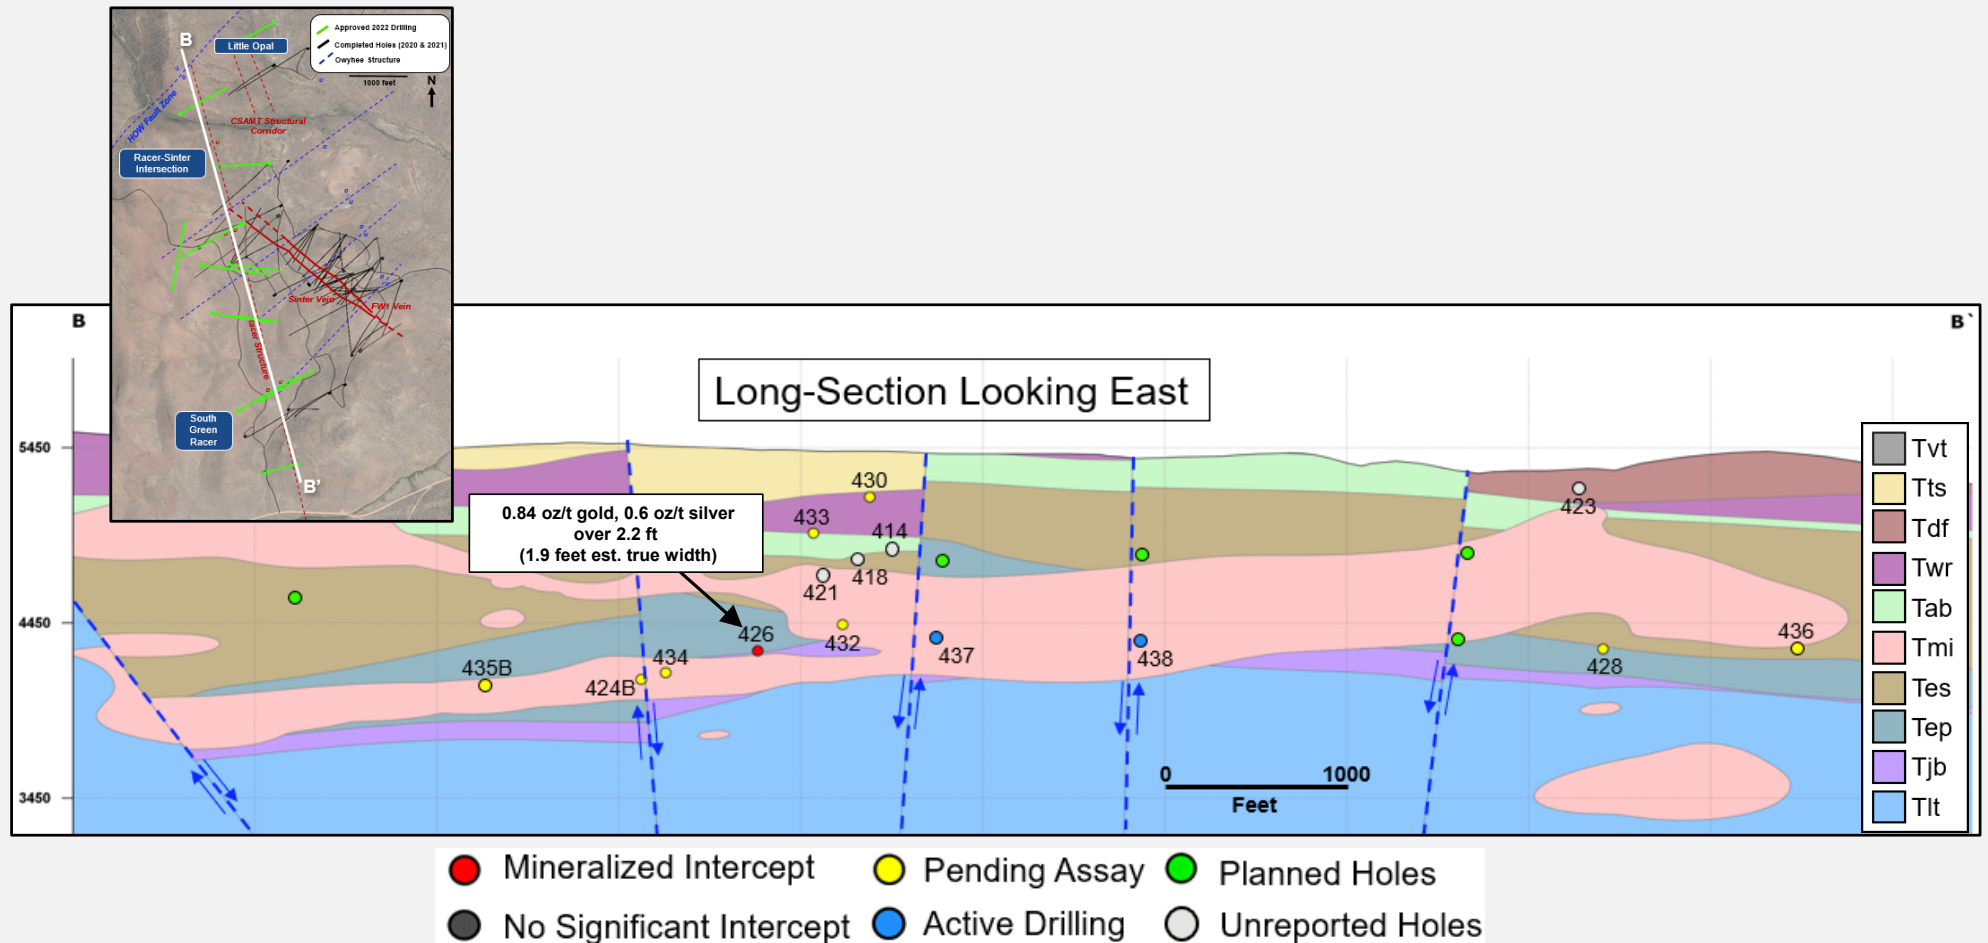 B
Little Opal
Approved 2022 Drilling
Completed Holes (2020 & 2021)
Owyhee Structure
1000 feet
N
HOW Fault Zone
CSAMT Structural
Corridor
Racer-Sinter
Intersection
Sinter Vein
FW1 Vein
Racer Structure
South
Green
Racer
B'
B
B`
Long-Section Looking East
5450
4450
3450
0.84 oz/t gold, 0.6 oz/t silver
over 2.2 ft
(1.9 feet est. true width)
430
433
414
418
421
423
426
432
434
435B
424B
437
438
428
436
0 1000
Feet
Tvt
Tts
Tdf
Twr
Tab
Tmi
Tes
Tep
Tjb
Tlt
Mineralized Intercept
Pending Assay
Planned Holes
No Significant Intercept
Active Drilling
Unreported Holes